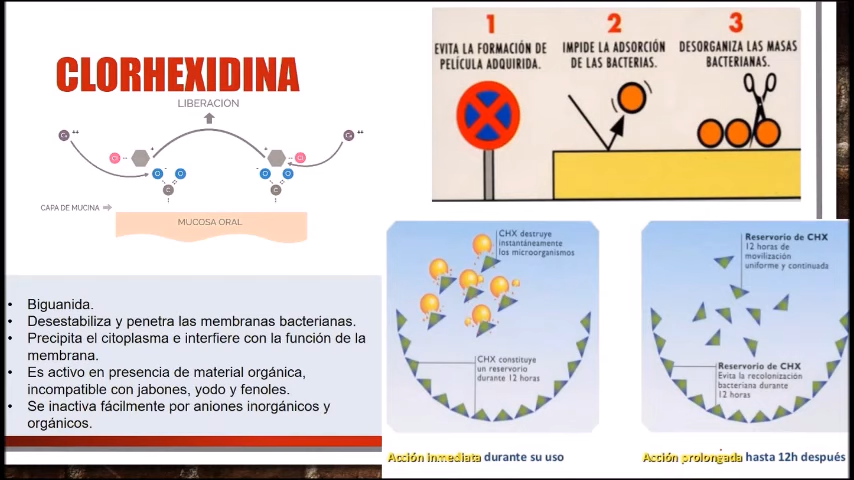 CLORHEXIDINA
LIBERACION
Ca ++
Ca ++
CAPA DE MUCINA
MUCOSA ORAL
Biguanida.
Desestabiliza y penetra las membranas bacterianas.
Precipita el citoplasma e interfiere con la función de la
membrana.
Es activo en presencia de material orgánica,
incompatible con jabones, yodo y fenoles.
Se inactiva fácilmente por aniones inorgánicos y
orgánicos.
1
EVITA LA FORMACIÓN DE
PELÍCULA ADQUIRIDA.
2
IMPIDE LA ADSORCIÓN
DE LAS BACTERIAS.
3
DESORGANIZA LAS MASAS
BACTERIANAS.
CHX destruye
instantáneamente
los microorganismos
CHX constituye
un reservorio
durante 12 horas
Acción inmediata durante su uso
Reservorio de CHX
12 horas de
movilización
uniforme y continuada
Reservorio de CHX
Evita la recolonización
bacteriana durante
12 horas
Acción prolongada hasta 12h después